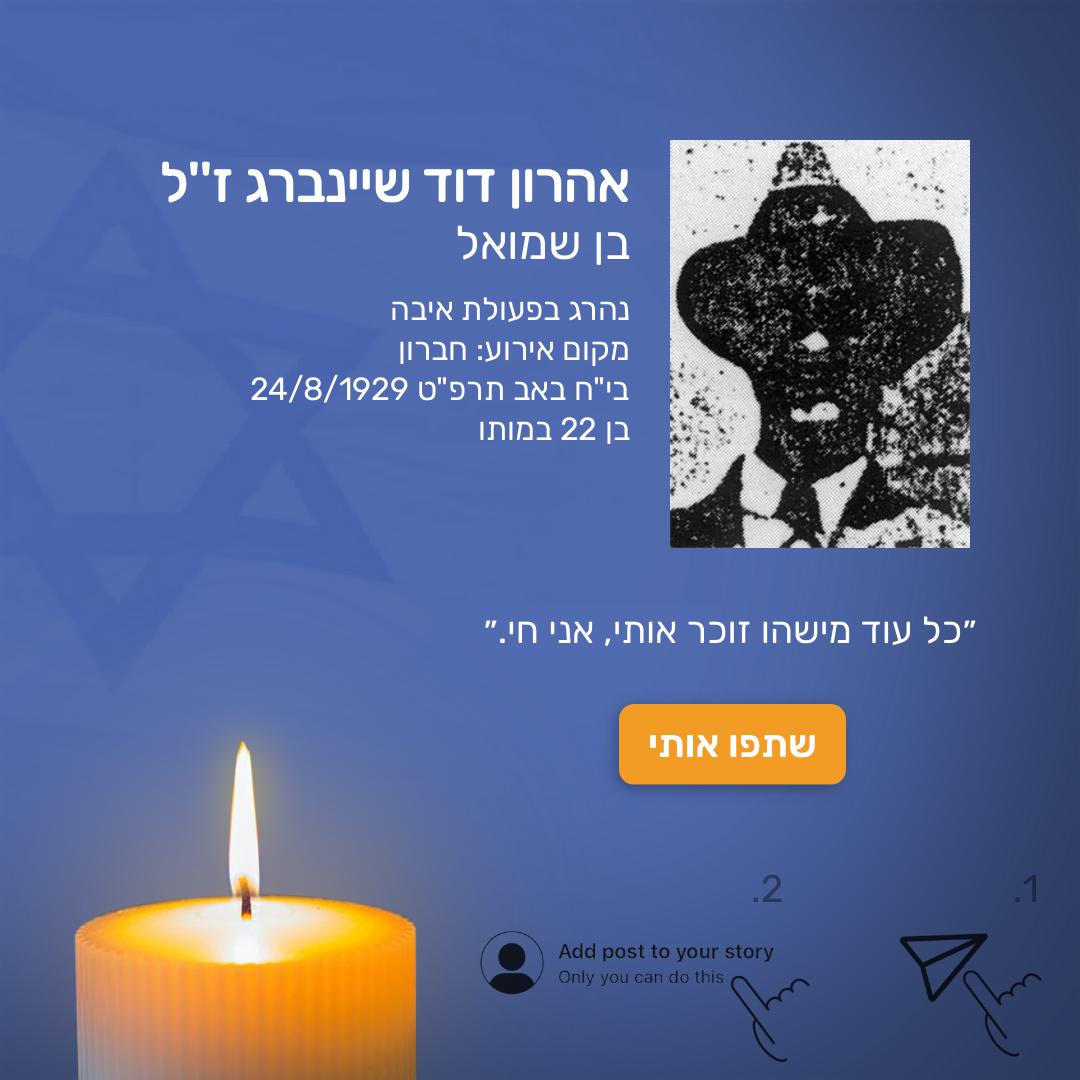 אהרון דוד שיינברג ז"ל
בן שמואל
נהרג בפעולת איבה
מקום אירוע: חברון
בי"ח באב תרפ"ט 24/8/1929
בן 22 במותו
״כל עוד מישהו זוכר אותי, אני חי.״
שתפו אותי
.1
.2
Add post to your story
Only you can do this